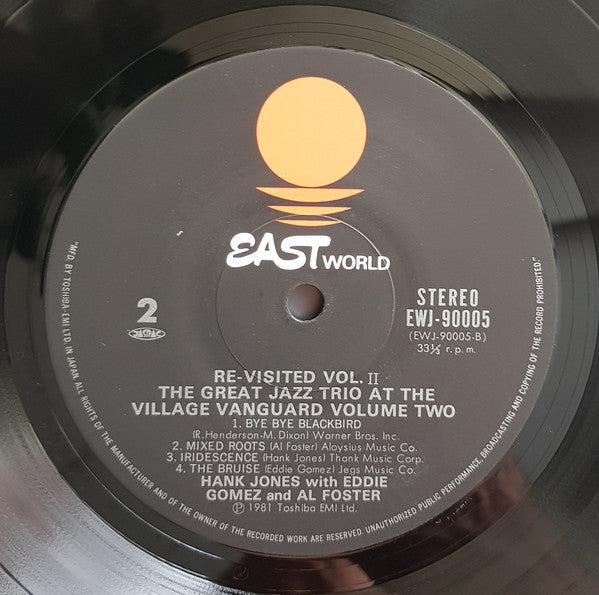 EAST WORLD
2
JASRAC
STEREO
EWJ-90005
(EWJ-90005-B)
33⅓ r.p.m.
RE-VISITED VOL. II
THE GREAT JAZZ TRIO AT THE
VILLAGE VANGUARD VOLUME TWO
1. BYE BYE BLACKBIRD
(R. Henderson-M. Dixon) Warner Bros. Inc.
2. MIXED ROOTS (Al Foster) Aloysius Music Co.
3. IRIDESCENCE (Hank Jones) Thank Music Corp.
4. THE BRUISE (Eddie Gomez) Jegs Music Co.
HANK JONES with EDDIE
GOMEZ and AL FOSTER
℗ 1981 Toshiba EMI Ltd.
"MFD. BY TOSHIBA-EMI LTD. IN JAPAN ALL RIGHTS OF THE MANUFACTURER AND OF THE OWNER OF THE RECORDED WORK ARE RESERVED. UNAUTHORIZED PUBLIC PERFORMANCE, BROADCASTING AND COPYING OF THE RECORD PROHIBITED."